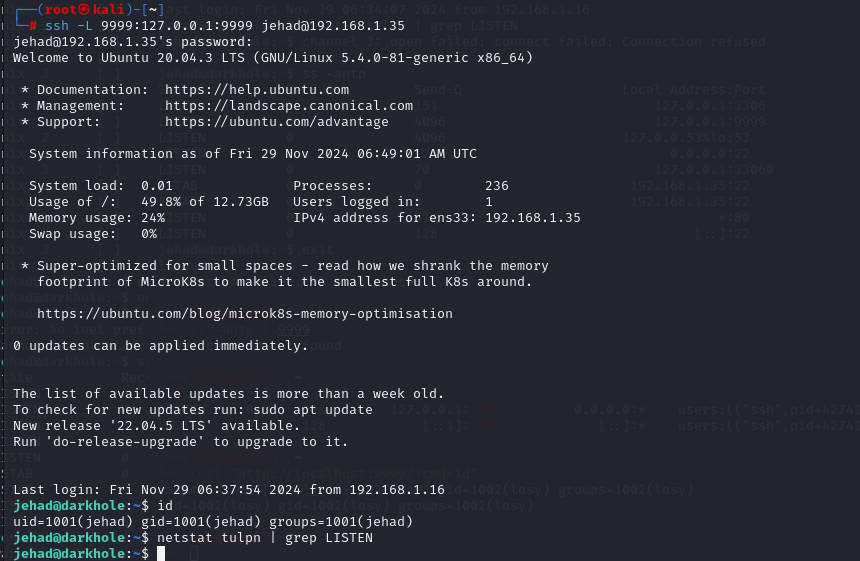 ┌──(root㉿kali)-[~]
└─# ssh -L 9999:127.0.0.1:9999 jehad@192.168.1.35
jehad@192.168.1.35's password:
Welcome to Ubuntu 20.04.3 LTS (GNU/Linux 5.4.0-81-generic x86_64)
* Documentation:  https://help.ubuntu.com
* Management:     https://landscape.canonical.com
* Support:        https://ubuntu.com/advantage
System information as of Fri 29 Nov 2024 06:49:01 AM UTC
System load:  0.01               Processes:              236
Usage of /:   49.8% of 12.73GB   Users logged in:        1
Memory usage: 24%                IPv4 address for ens33: 192.168.1.35
Swap usage:   0%
* Super-optimized for small spaces - read how we shrank the memory
footprint of MicroK8s to make it the smallest full K8s around.
https://ubuntu.com/blog/microk8s-memory-optimisation
0 updates can be applied immediately.
The list of available updates is more than a week old.
To check for new updates run: sudo apt update
New release '22.04.5 LTS' available.
Run 'do-release-upgrade' to upgrade to it.
Last login: Fri Nov 29 06:37:54 2024 from 192.168.1.16
jehad@darkhole:~$ id
uid=1001(jehad) gid=1001(jehad) groups=1001(jehad)
jehad@darkhole:~$ netstat tulpn | grep LISTEN
jehad@darkhole:~$